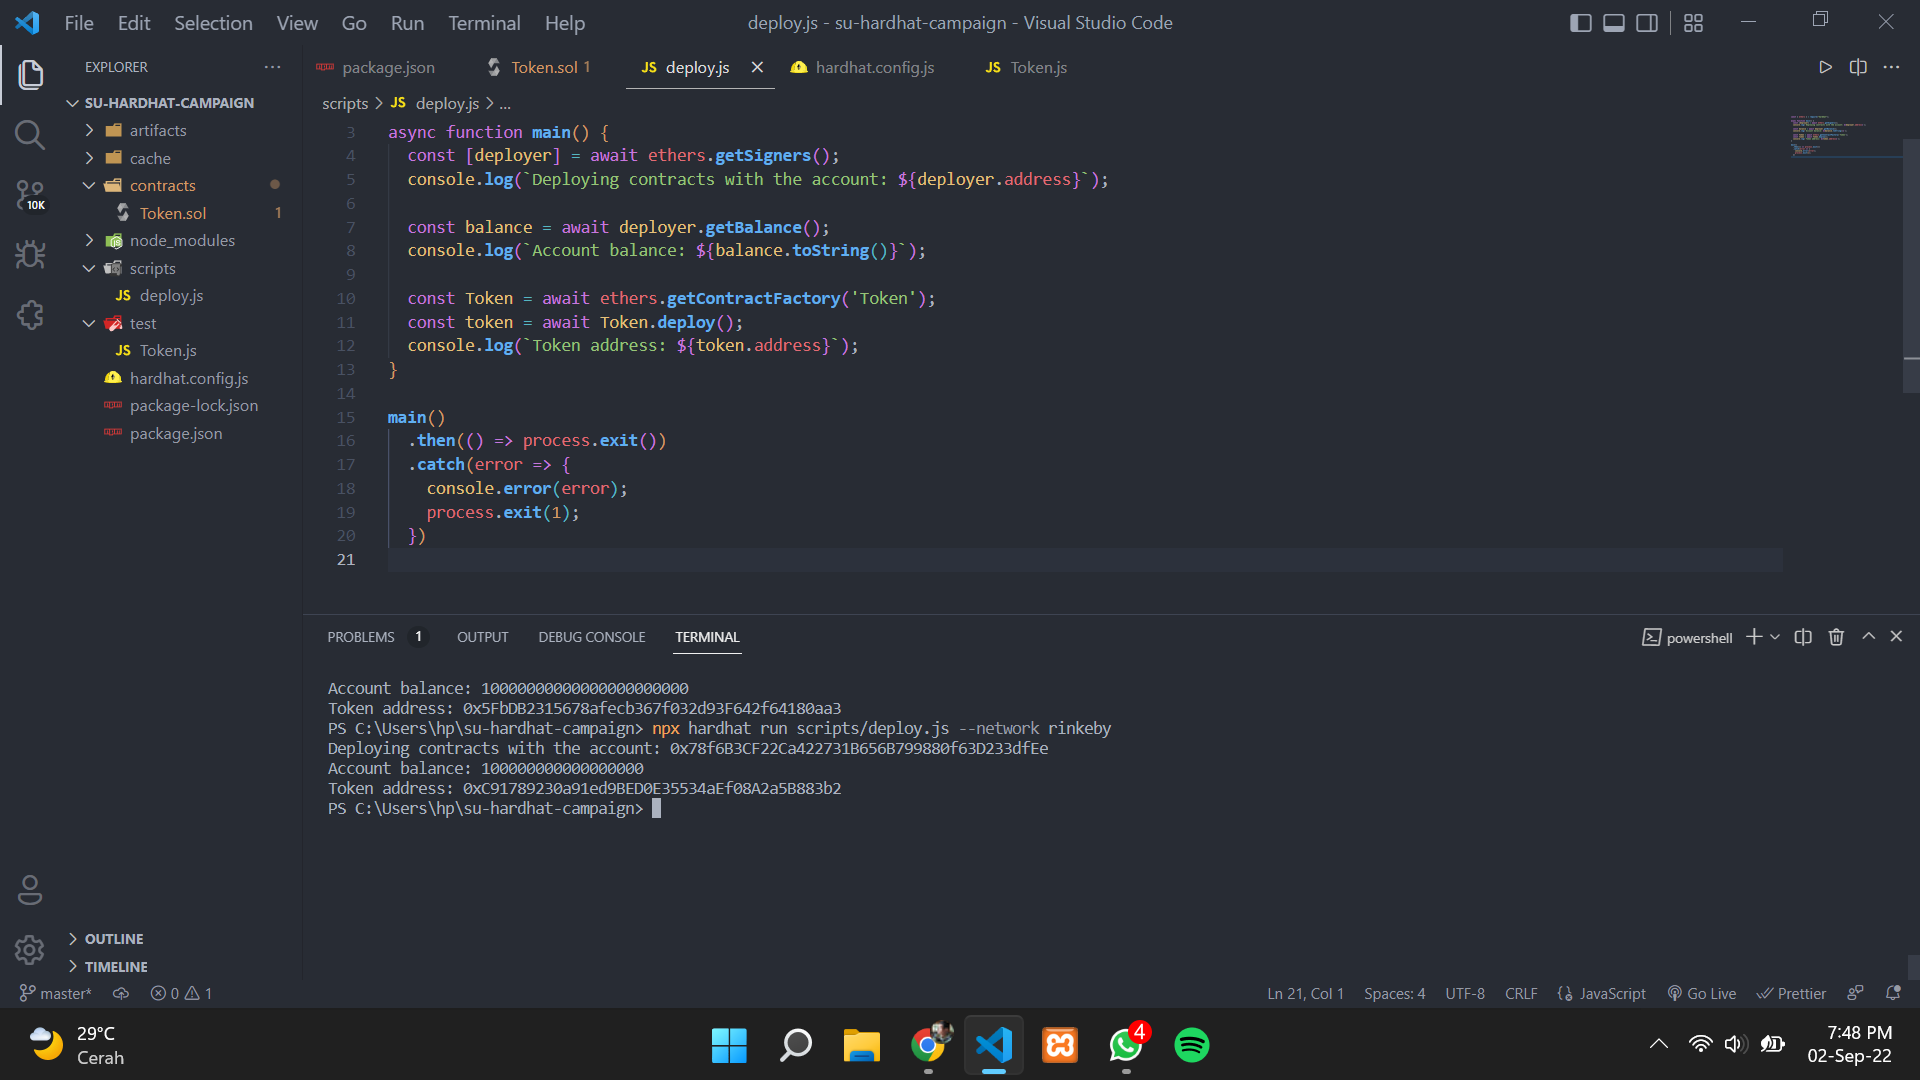 File Edit Selection View Go Run Terminal Help
deploy.js - su-hardhat-campaign - Visual Studio Code
EXPLORER
SU-HARDHAT-CAMPAIGN
artifacts
cache
contracts
Token.sol 1
node_modules
scripts
deploy.js
test
Token.js
hardhat.config.js
package-lock.json
package.json
10K
OUTLINE
TIMELINE
package.json
Token.sol 1
JS deploy.js
hardhat.config.js
JS Token.js
scripts > JS deploy.js > ...
3 async function main() {
4 const [deployer] = await ethers.getSigners();
5 console.log(`Deploying contracts with the account: ${deployer.address}`);
6
7 const balance = await deployer.getBalance();
8 console.log(`Account balance: ${balance.toString()}`);
9
10 const Token = await ethers.getContractFactory('Token');
11 const token = await Token.deploy();
12 console.log(`Token address: ${token.address}`);
13 }
14
15 main()
16 .then(() => process.exit())
17 .catch(error => {
18 console.error(error);
19 process.exit(1);
20 })
21
PROBLEMS 1 OUTPUT DEBUG CONSOLE TERMINAL
powershell
Account balance: 10000000000000000000000
Token address: 0x5FbDB2315678afecb367f032d93F642f64180aa3
PS C:\Users\hp\su-hardhat-campaign> npx hardhat run scripts/deploy.js --network rinkeby
Deploying contracts with the account: 0x78f6B3CF22Ca422731B656B799880f63D233dfEe
Account balance: 100000000000000000
Token address: 0xC91789230a91ed9BED0E35534aEf08A2a5B883b2
PS C:\Users\hp\su-hardhat-campaign>
master* 0 1
Ln 21, Col 1 Spaces: 4 UTF-8 CRLF JavaScript Go Live Prettier
29°C
Cerah
4
7:48 PM
02-Sep-22